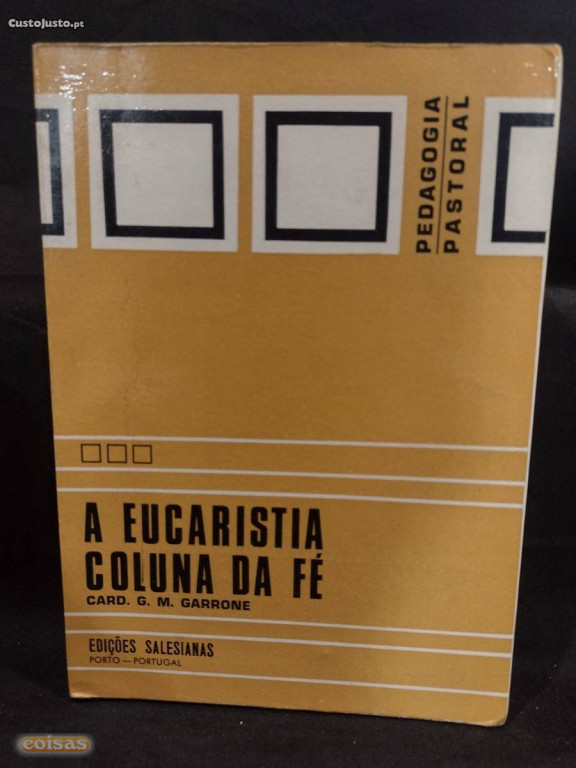 CustoJusto.pt
PEDAGOGIA
PASTORAL
A EUCARISTIA
COLUNA DA FÉ
CARD. G. M. GARRONE
EDIÇÕES SALESIANAS
PORTO — PORTUGAL
coisas